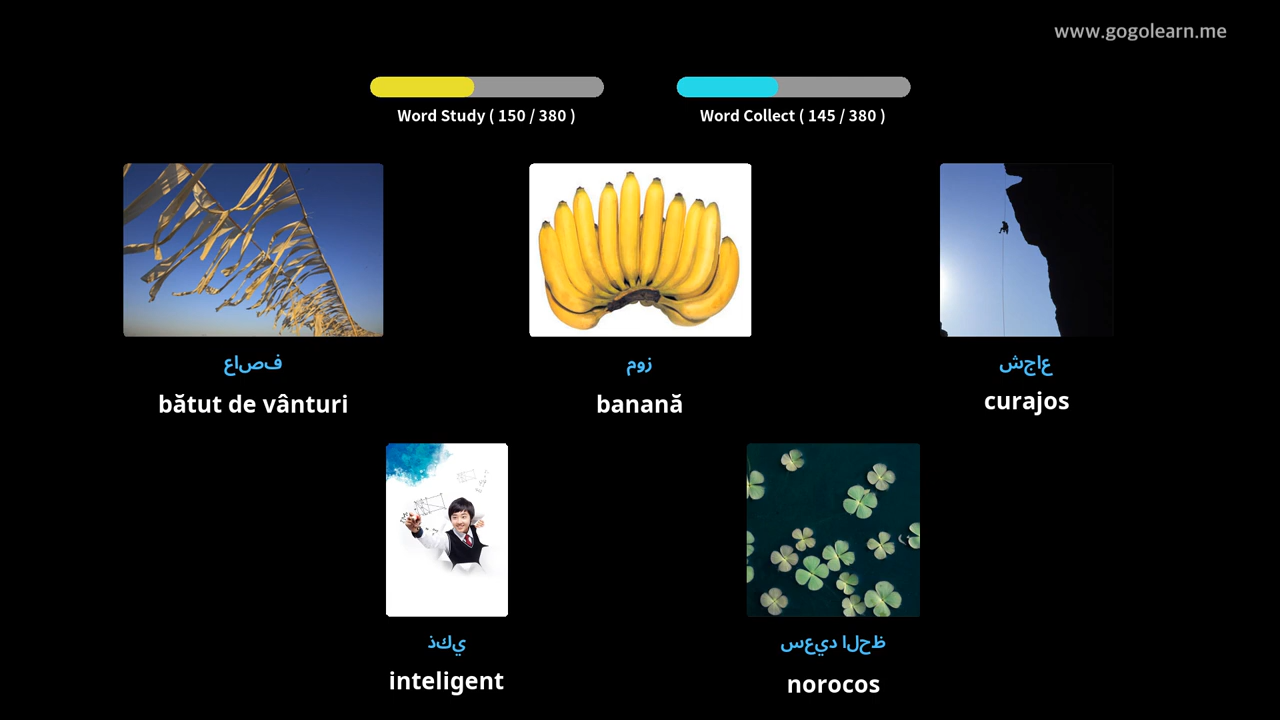 www.gogolearn.me
Word Study ( 150 / 380 )
Word Collect ( 145 / 380 )
عاصف
bătut de vânturi
موز
banană
شجاع
curajos
ذكي
inteligent
سعيد الحظ
norocos